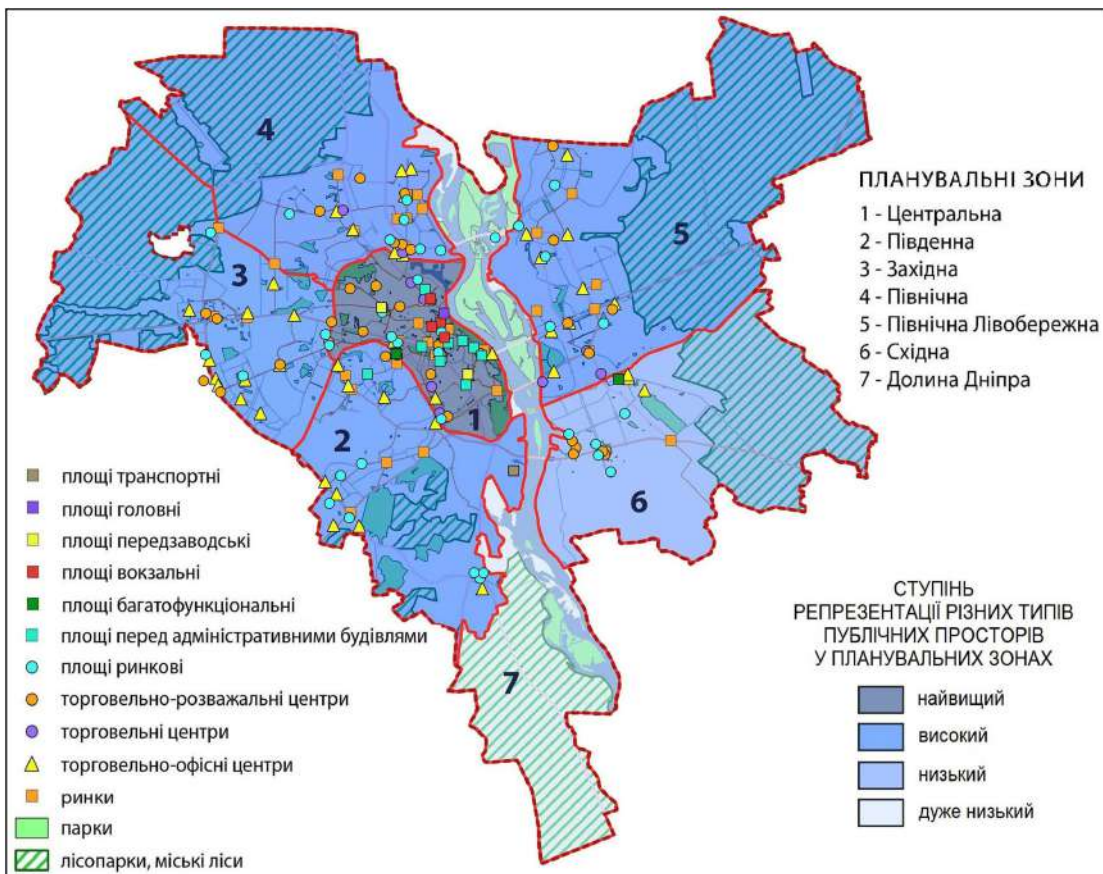 4
5
3
1
2
6
7
ПЛАНУВАЛЬНІ ЗОНИ
1 - Центральна
2 - Південна
3 - Західна
4 - Північна
5 - Північна Лівобережна
6 - Східна
7 - Долина Дніпра
площі транспортні
площі головні
площі передзаводські
площі вокзальні
площі багатофункціональні
площі перед адміністративними будівлями
площі ринкові
торговельно-розважальні центри
торговельні центри
торговельно-офісні центри
ринки
парки
лісопарки, міські ліси
СТУПІНЬ
РЕПРЕЗЕНТАЦІЇ РІЗНИХ ТИПІВ
ПУБЛІЧНИХ ПРОСТОРІВ
У ПЛАНУВАЛЬНИХ ЗОНАХ
найвищий
високий
низький
дуже низький